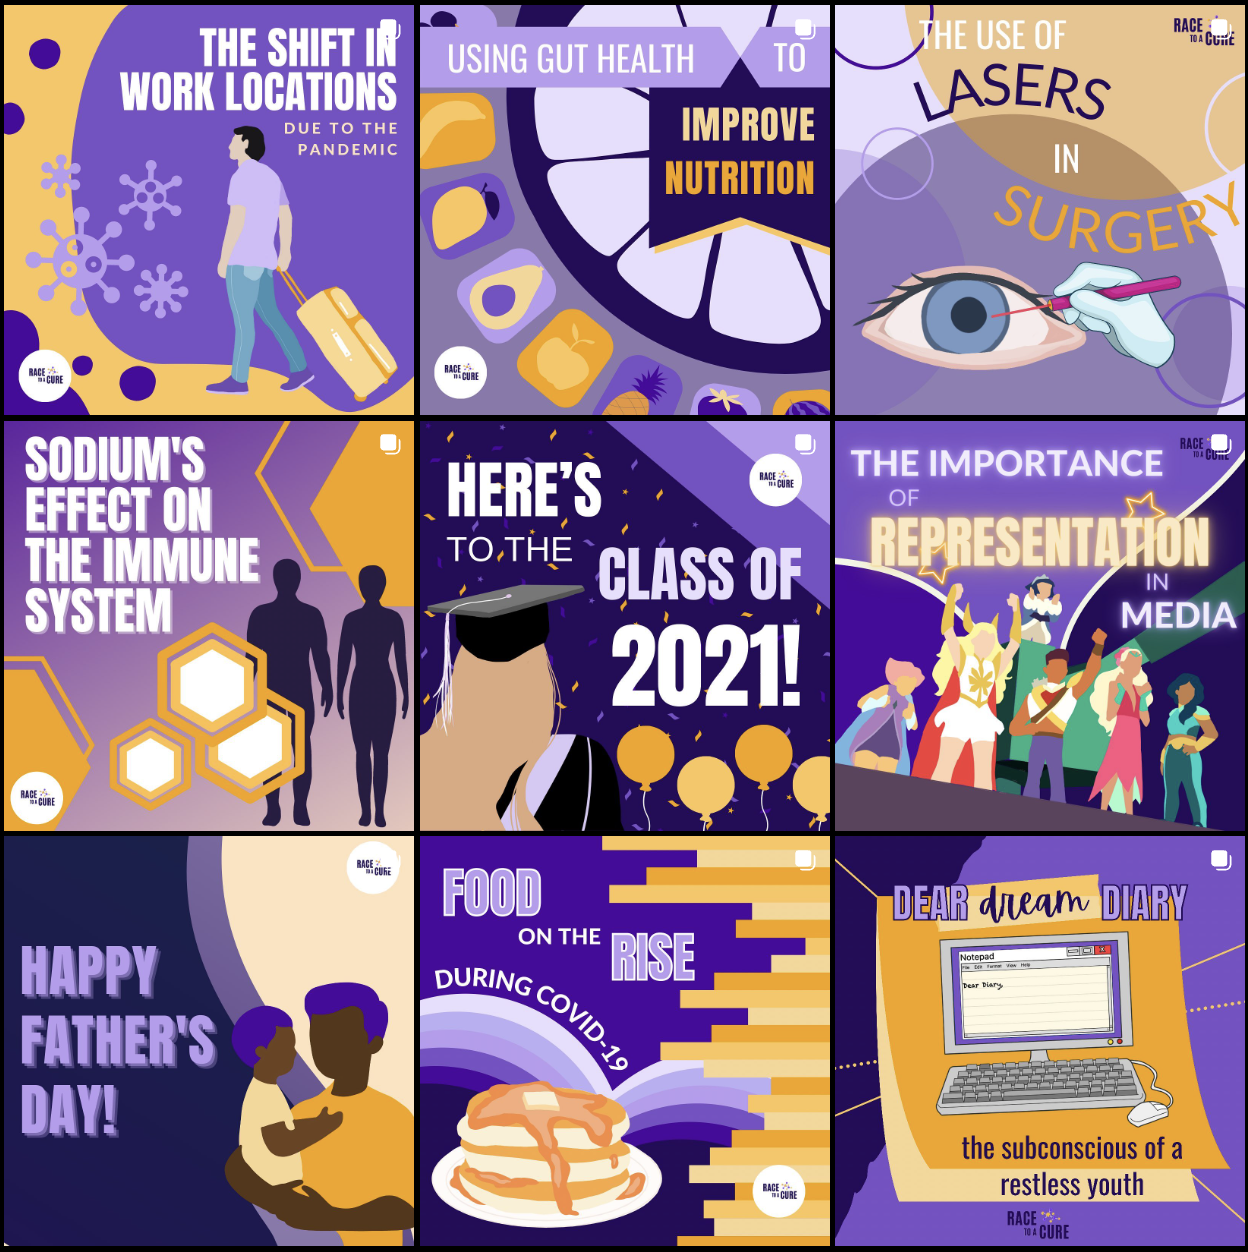 THE SHIFT IN
WORK LOCATIONS
DUE TO THE
PANDEMIC
RACE
TO A CURE
USING GUT HEALTH TO
IMPROVE
NUTRITION
RACE
TO A CURE
THE USE OF
LASERS
IN
SURGERY
RACE
TO A CURE
SODIUM'S
EFFECT ON
THE IMMUNE
SYSTEM
RACE
TO A CURE
HERE'S
TO THE
CLASS OF
2021!
RACE
TO A CURE
THE IMPORTANCE
OF
REPRESENTATION
IN
MEDIA
RACE
TO A CURE
HAPPY
FATHER'S
DAY!
RACE
TO A CURE
FOOD
ON THE
RISE
DURING COVID-19
RACE
TO A CURE
DEAR dream DIARY
Notepad
File Edit Format View Help
Dear Diary,
the subconscious of a
restless youth
RACE
TO A CURE